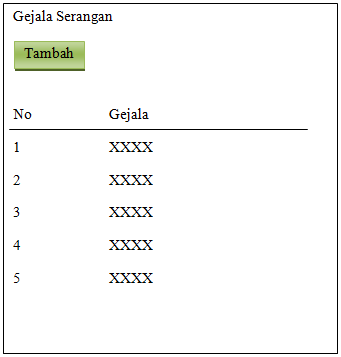 Gejala Serangan
Tambah
No Gejala
1 XXXX
2 XXXX
3 XXXX
4 XXXX
5 XXXX